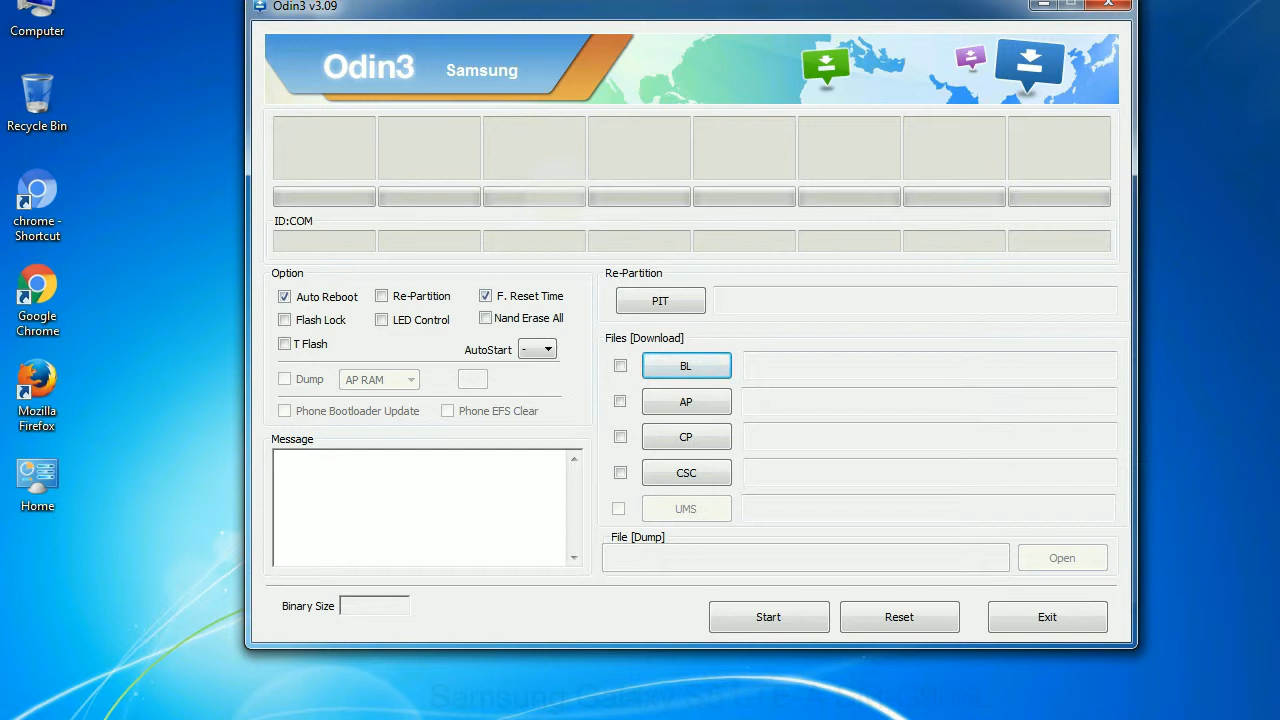 Odin3 v3.09
Computer
Recycle Bin
chrome -
Shortcut
Google
Chrome
Mozilla
Firefox
Home
Odin3 Samsung
ID:COM
Option
Auto Reboot Re-Partition F. Reset Time
Flash Lock LED Control Nand Erase All
T Flash AutoStart -
Dump AP RAM
Phone Bootloader Update Phone EFS Clear
Message
Re-Partition
PIT
Files [Download]
BL
AP
CP
CSC
UMS
File [Dump]
Open
Binary Size
Start Reset Exit
Samsung Galaxy